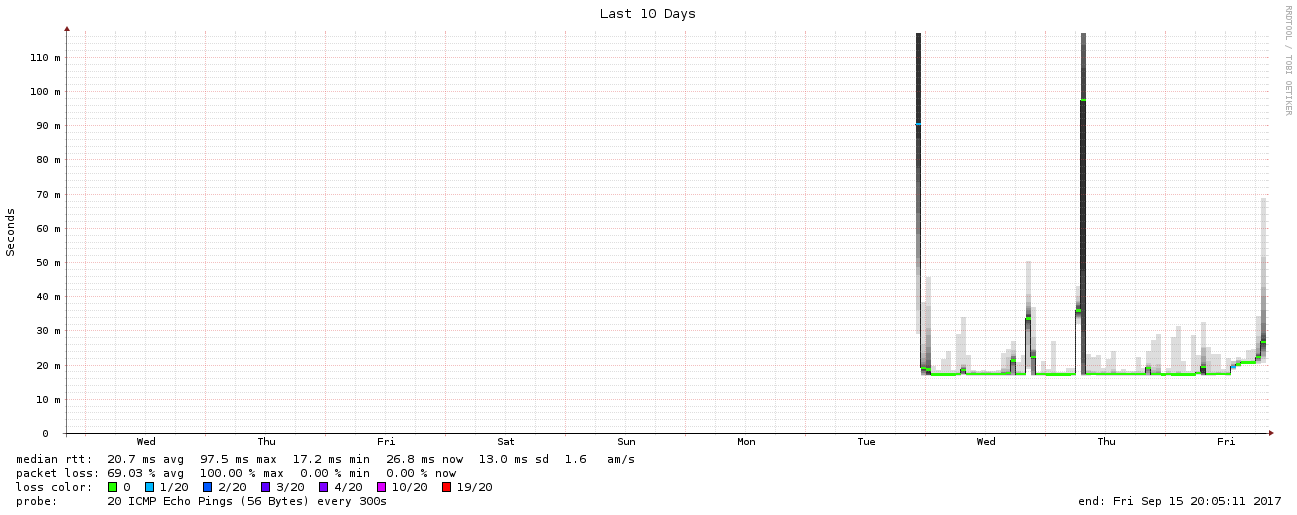 Last 10 Days
RRDTOOL / TOBI OETIKER
Seconds
110 m
100 m
90 m
80 m
70 m
60 m
50 m
40 m
30 m
20 m
10 m
0
Wed Thu Fri Sat Sun Mon Tue Wed Thu Fri
median rtt: 20.7 ms avg 97.5 ms max 17.2 ms min 26.8 ms now 13.0 ms sd 1.6 am/s
packet loss: 69.03 % avg 100.00 % max 0.00 % min 0.00 % now
loss color: 0 1/20 2/20 3/20 4/20 10/20 19/20
probe: 20 ICMP Echo Pings (56 Bytes) every 300s end: Fri Sep 15 20:05:11 2017